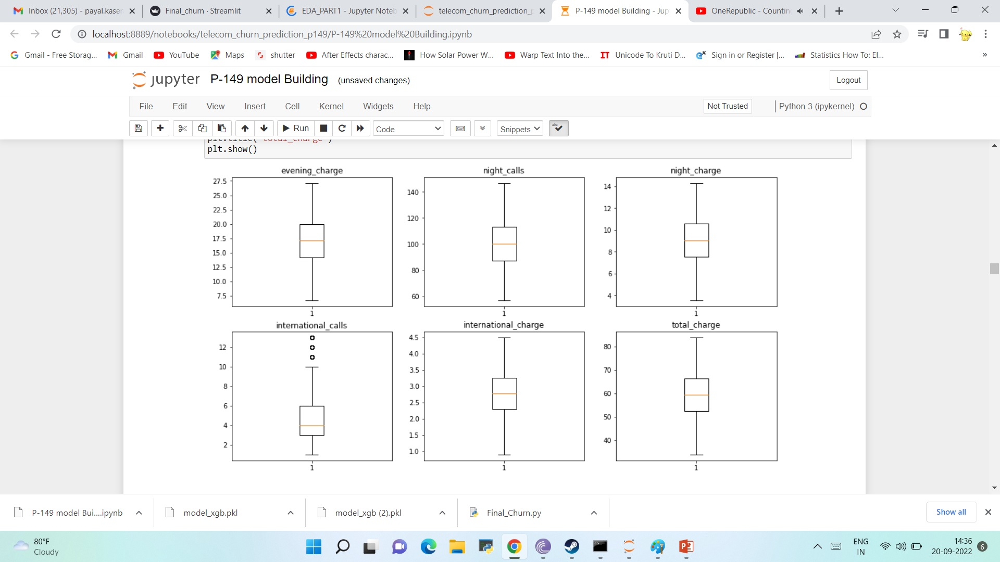 Inbox (21,305) - payal.kaser
Final_churn · Streamlit
EDA_PART1 - Jupyter Noteb
telecom_churn_prediction_p
P-149 model Building - Jup
OneRepublic - Countin
localhost:8889/notebooks/telecom_churn_prediction_p149/P-149%20model%20Building.ipynb
Gmail - Free Storag...
Gmail
YouTube
Maps
shutter
After Effects charac...
How Solar Power W...
Warp Text Into the...
IT Unicode To Kruti D...
Sign in or Register |...
Statistics How To: El...
»
jupyter P-149 model Building (unsaved changes)
Logout
File Edit View Insert Cell Kernel Widgets Help
Not Trusted
Python 3 (ipykernel)
Run
Code
Snippets
abc
plt.title('total_charge')
plt.show()
evening_charge
27.5
25.0
22.5
20.0
17.5
15.0
12.5
10.0
7.5
1
night_calls
140
120
100
80
60
1
night_charge
14
12
10
8
6
4
1
international_calls
12
10
8
6
4
2
1
international_charge
4.5
4.0
3.5
3.0
2.5
2.0
1.5
1.0
1
total_charge
80
70
60
50
40
1
P-149 model Bui....ipynb
model_xgb.pkl
model_xgb (2).pkl
Final_Churn.py
Show all
80°F
Cloudy
ENG
IN
14:36
20-09-2022
6